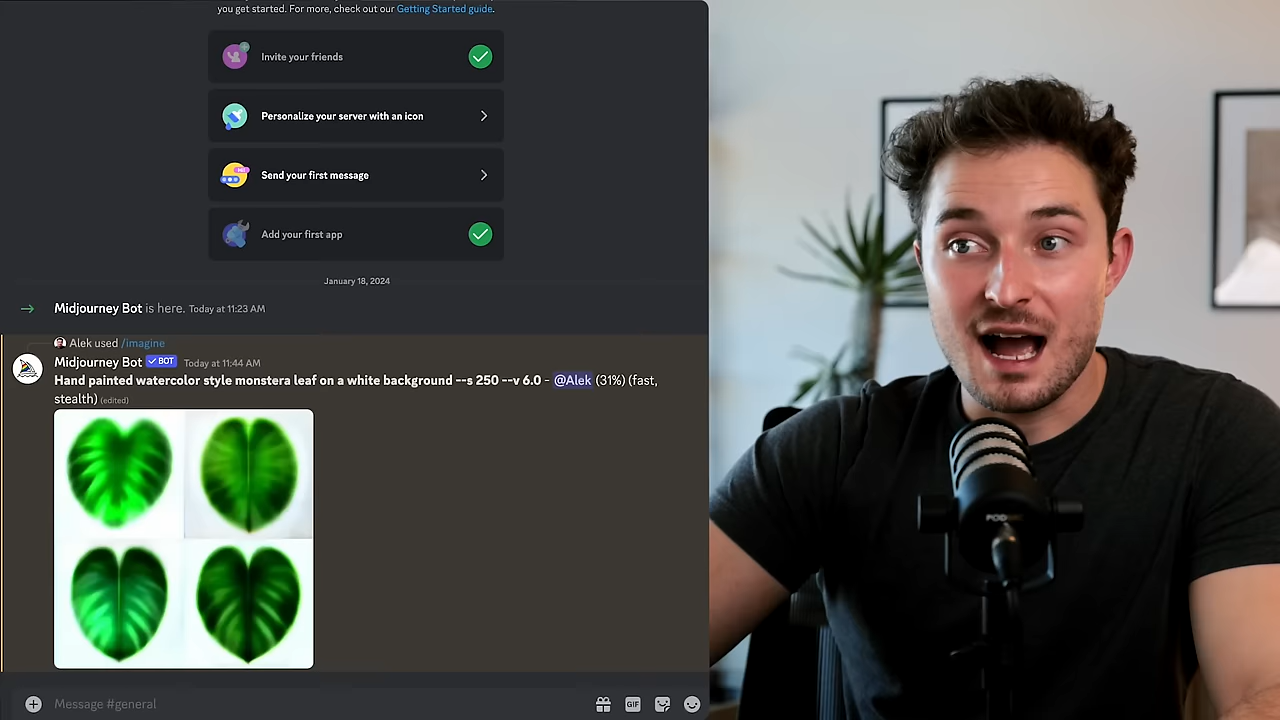 you get started. For more, check out our Getting Started guide.
Invite your friends
Personalize your server with an icon
Send your first message
Add your first app
January 18, 2024
Midjourney Bot is here. Today at 11:23 AM
Alek used /imagine
Midjourney Bot BOT Today at 11:44 AM
Hand painted watercolor style monstera leaf on a white background --s 250 --v 6.0 - @Alek (31%) (fast,
stealth) (edited)
Message #general
GIF
POD